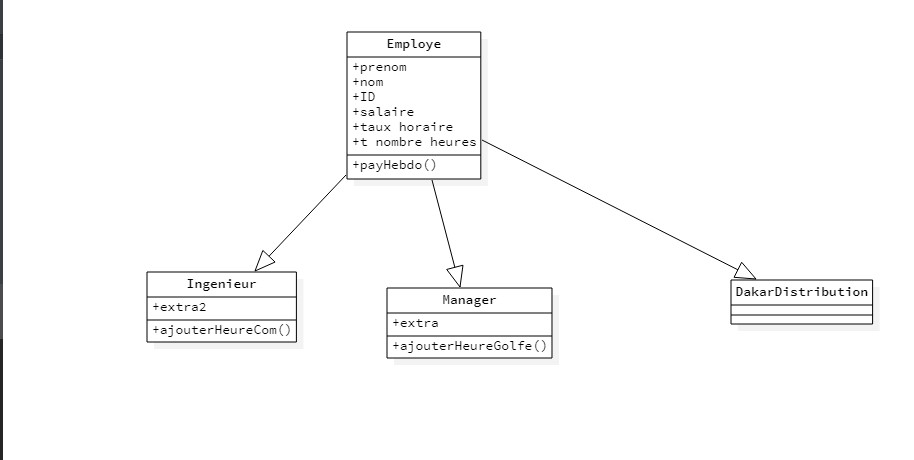 Employe
+prenom
+nom
+ID
+salaire
+taux horaire
+t nombre heures
+payHebdo()
Ingenieur
+extra2
+ajouterHeureCom()
Manager
+extra
+ajouterHeureGolfe()
DakarDistribution